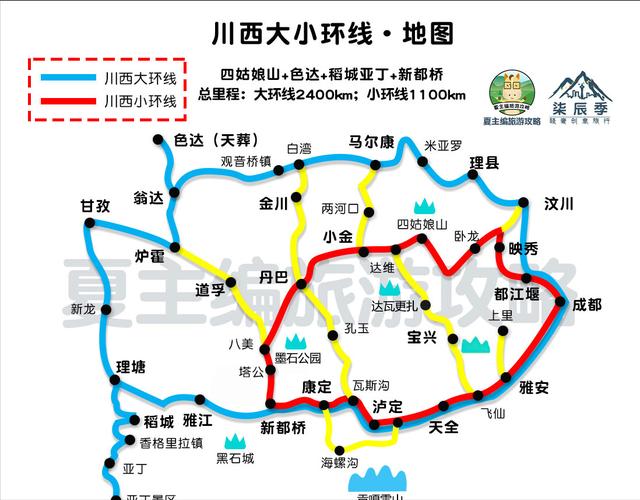 川西大小环线·地图
川西大环线
川西小环线
四姑娘山+色达+稻城亚丁+新都桥
总里程：大环线2400km；小环线1100km
夏主编旅游攻略
柒辰季
色达（天葬）
观音桥镇
白湾
马尔康
米亚罗
理县
翁达
金川
两河口
四姑娘山
汶川
甘孜
小金
卧龙
映秀
炉霍
达维
道孚
丹巴
都江堰
成都
夏主编旅游攻略
新龙
达瓦更扎
上里
八美
孔玉
宝兴
墨石公园
理塘
塔公
康定
瓦斯沟
雅安
稻城
雅江
新都桥
泸定
天全
飞仙
香格里拉镇
黑石城
海螺沟
亚丁
贡嘎雪山
亚丁景区